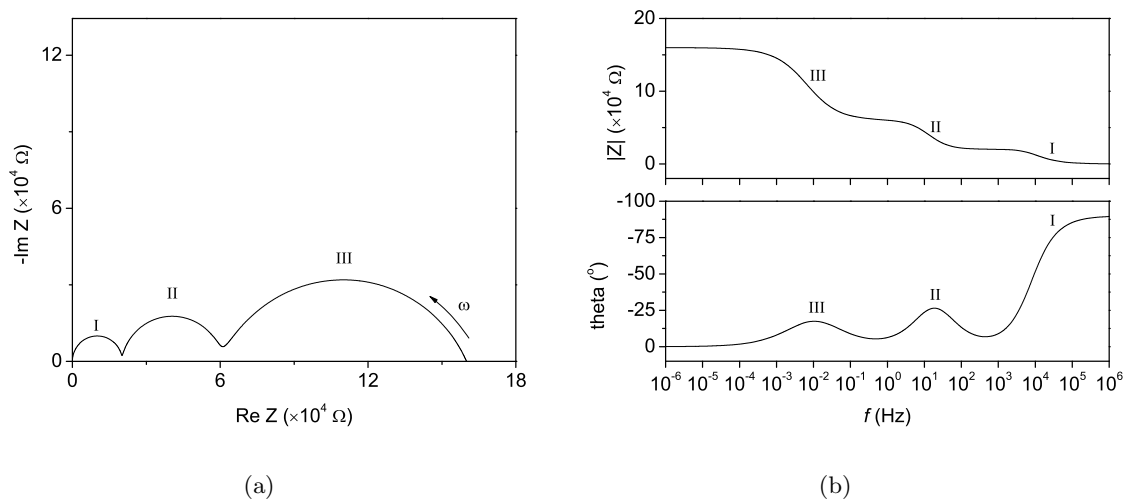 12
6
0
-Im Z (×10⁴ Ω)
I
II
III
ω
0 6 12 18
Re Z (×10⁴ Ω)
(a)
20
10
0
|Z| (×10⁴ Ω)
III
II
I
-100
-75
-50
-25
0
theta (°)
III
II
I
10⁻⁶ 10⁻⁵ 10⁻⁴ 10⁻³ 10⁻² 10⁻¹ 10⁰ 10¹ 10² 10³ 10⁴ 10⁵ 10⁶
f (Hz)
(b)